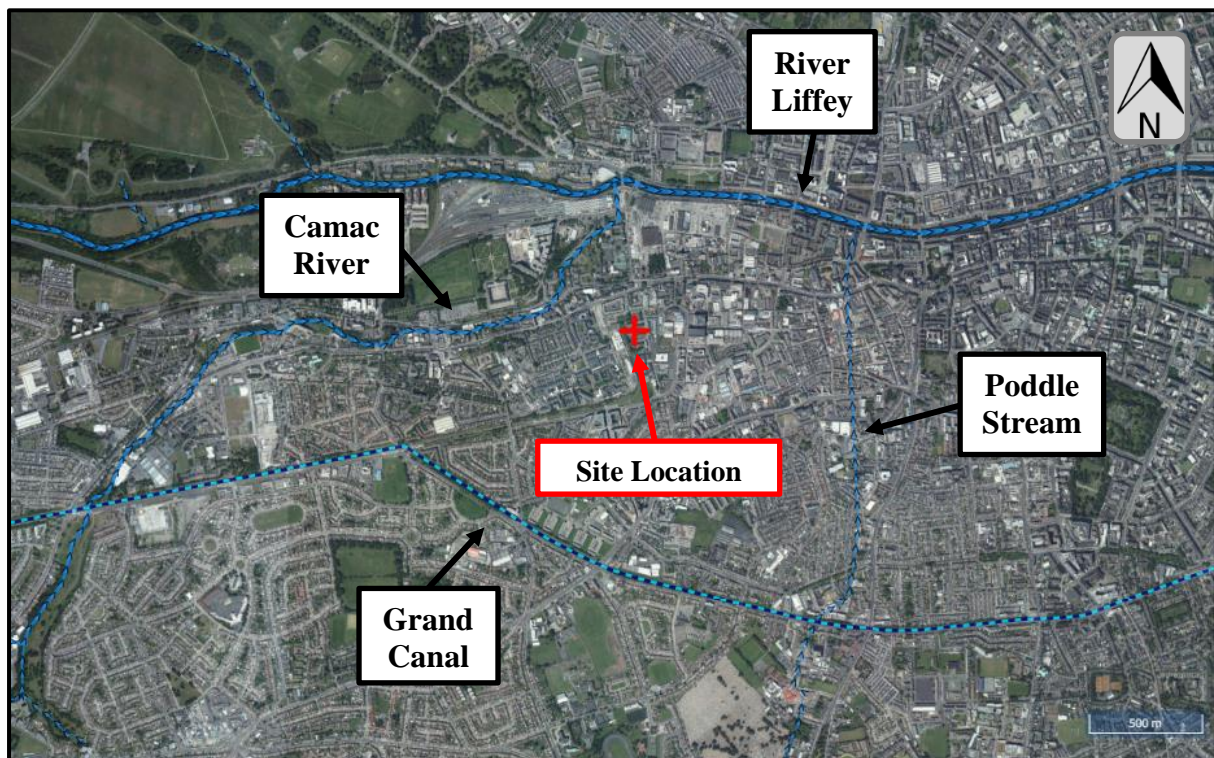 River
Liffey
N
Camac
River
Poddle
Stream
Site Location
Grand
Canal
500 m